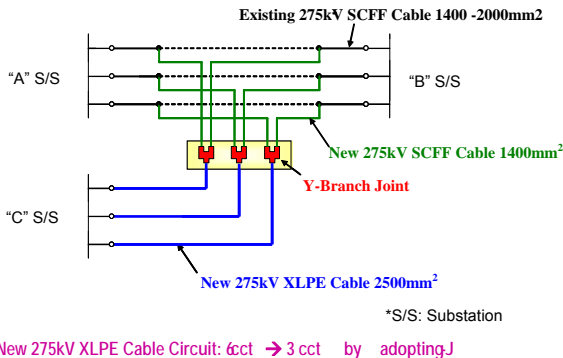 Existing 275kV SCFF Cable 1400 -2000mm2
"A" S/S
"B" S/S
New 275kV SCFF Cable 1400mm²
Y-Branch Joint
"C" S/S
New 275kV XLPE Cable 2500mm²
*S/S: Substation
New 275kV XLPE Cable Circuit: 6cct → 3 cct by adopting-J